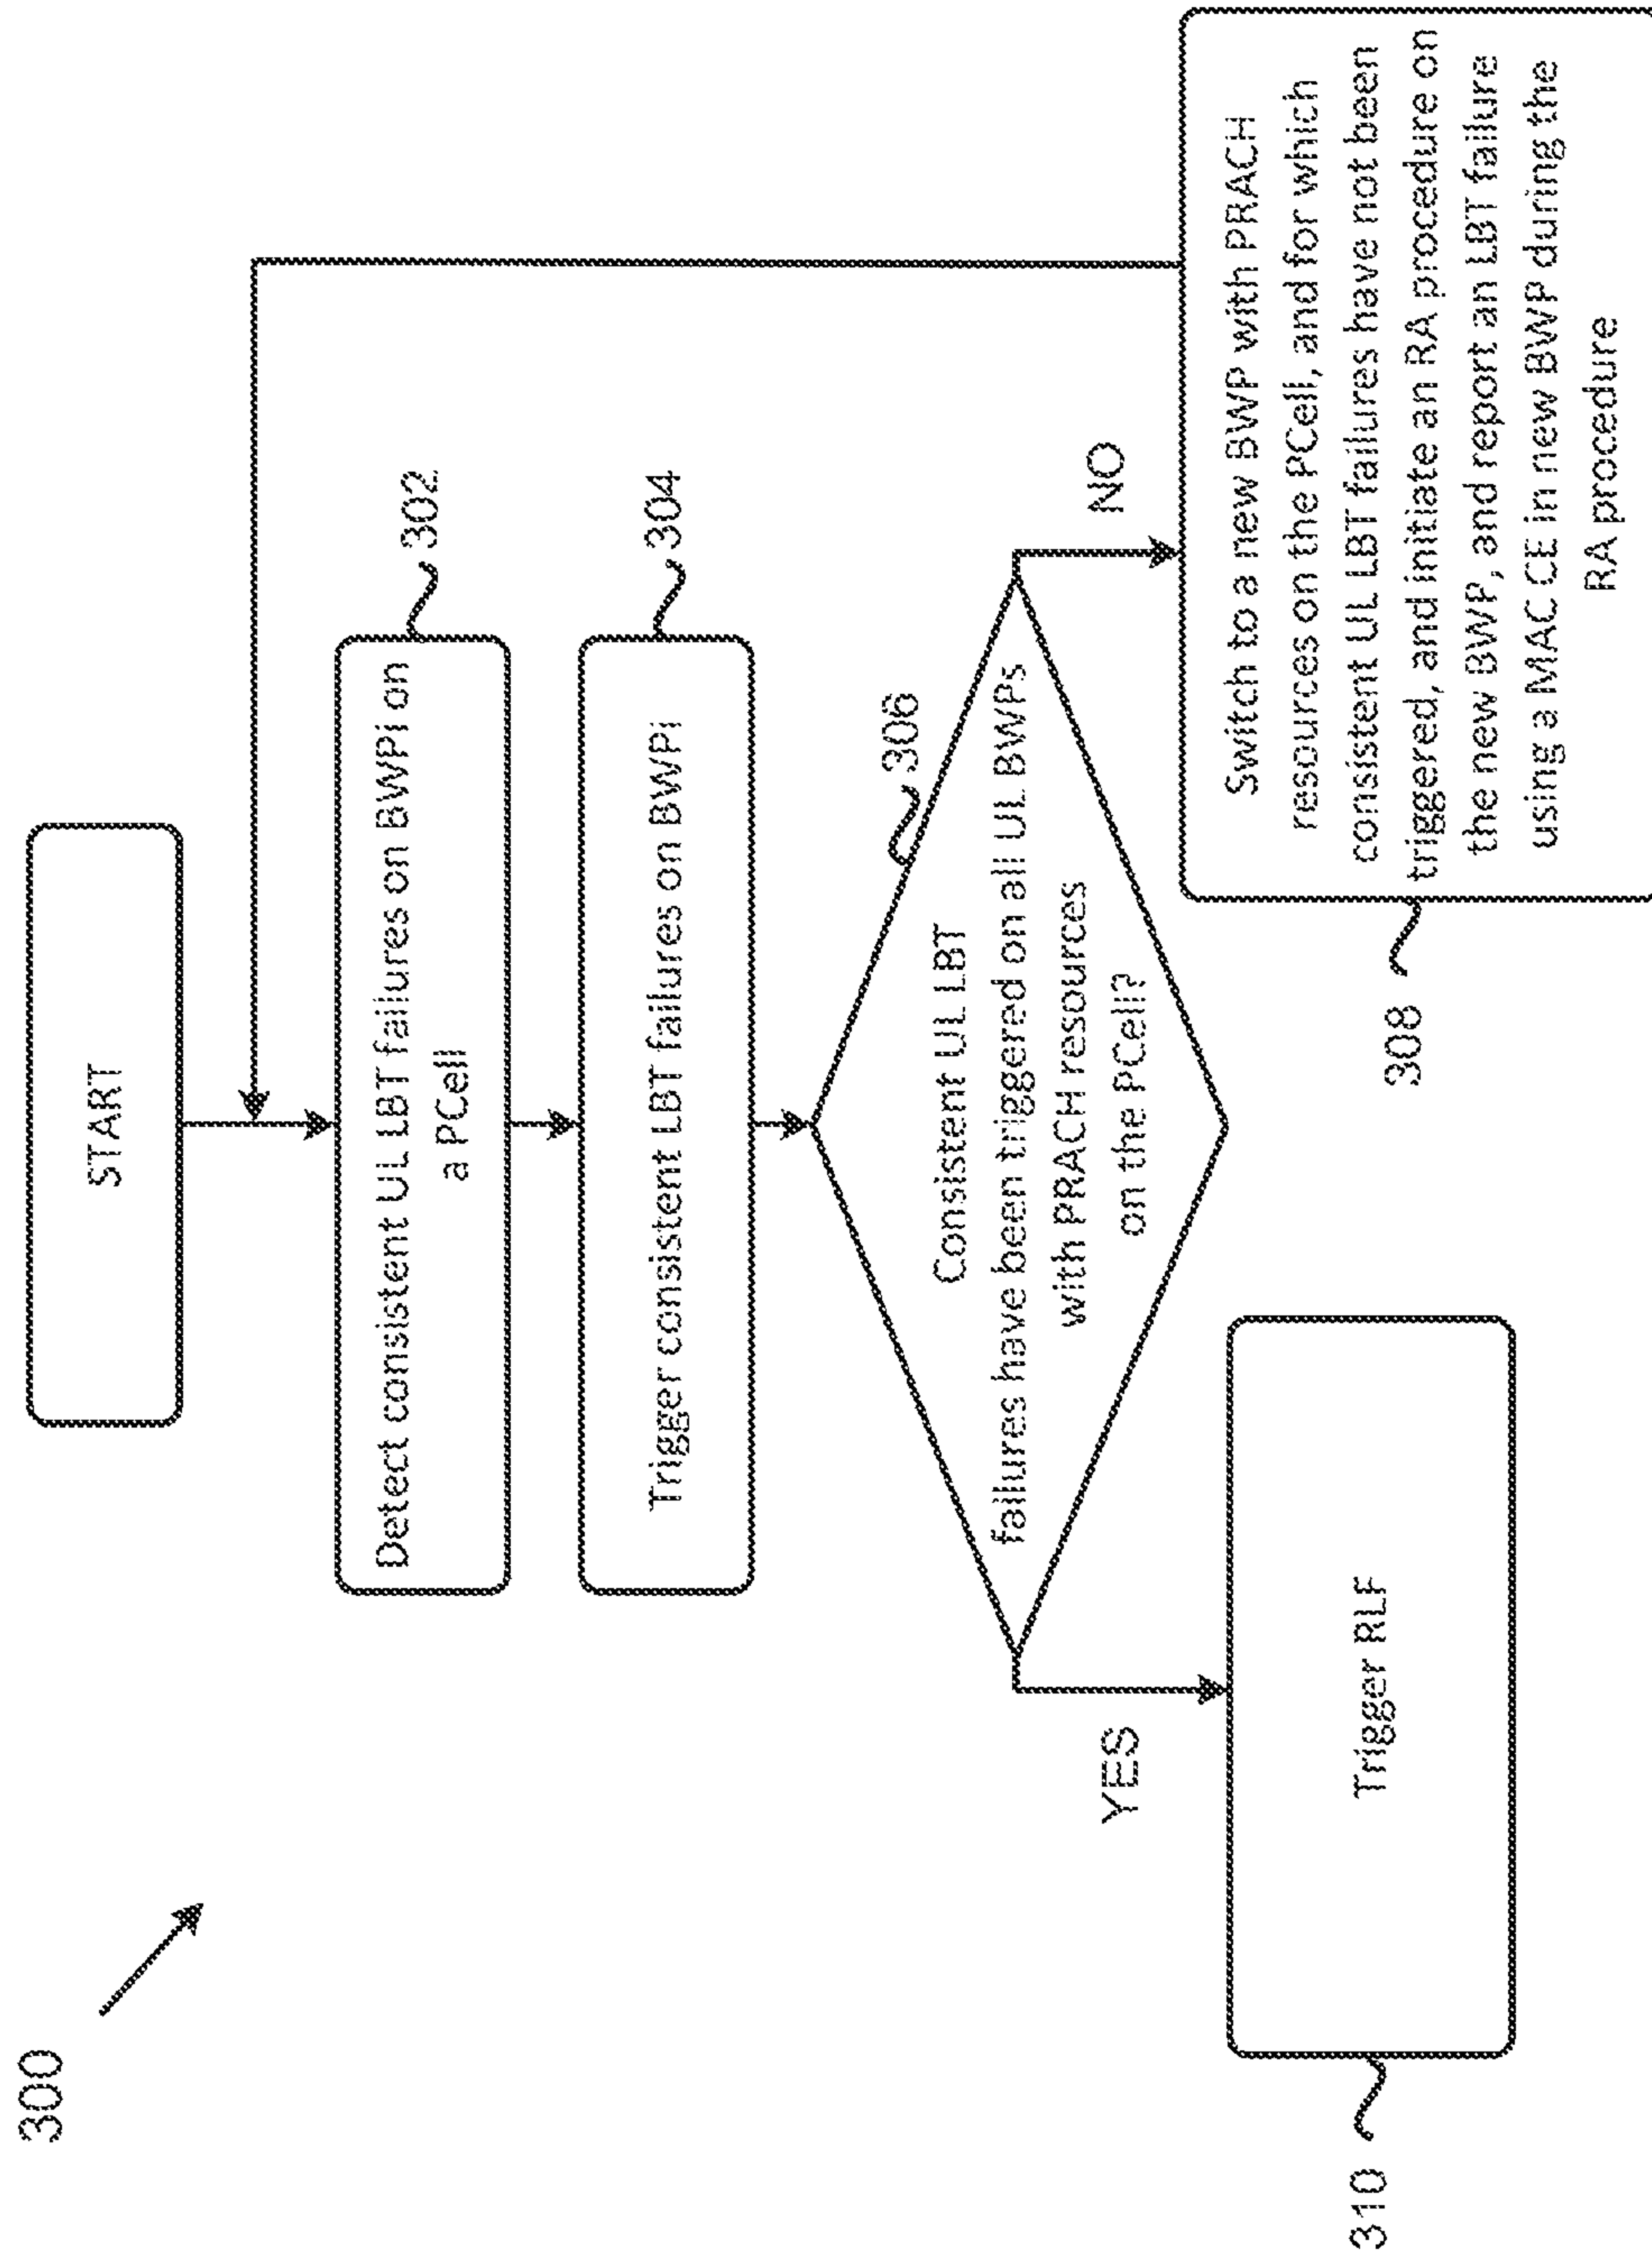 300
START
Detect consistent UL LBT failures on BWPi on
a PCell
302
Trigger consistent LBT failures on BWPi
304
306
Consistent UL LBT
failures have been triggered on all UL BWPs
with PRACH resources
on the PCell?
YES
NO
310
Trigger RLF
308
Switch to a new BWP with PRACH
resources on the PCell, and for which
consistent UL LBT failures have not been
triggered, and initiate an RA procedure on
the new BWP, and report an LBT failure
using a MAC CE in new BWP during the
RA procedure